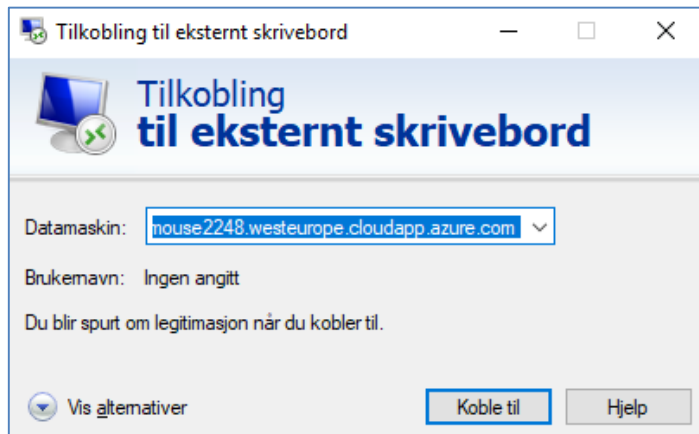 Tilkobling til eksternt skrivebord
Tilkobling
til eksternt skrivebord
Datamaskin: mouse2248.westeurope.cloudapp.azure.com
Brukernavn: Ingen angitt
Du blir spurt om legitimasjon når du kobler til.
Vis alternativer Koble til Hjelp